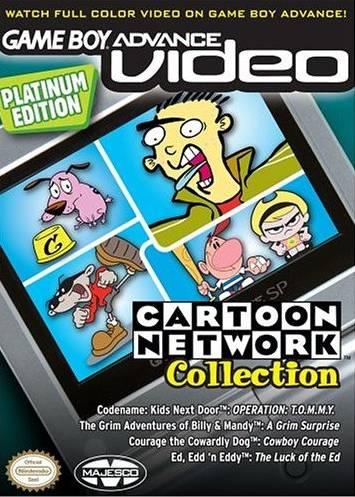 WATCH FULL COLOR VIDEO ON GAME BOY ADVANCE!
GAME BOY ADVANCE
video
PLATINUM
EDITION
C
SP
CARTOON
NETWORK™
Collection
Codename: Kids Next Door™: OPERATION: T.O.M.M.Y.
The Grim Adventures of Billy & Mandy™: A Grim Surprise
Courage the Cowardly Dog™: Cowboy Courage
Ed, Edd 'n Eddy™: The Luck of the Ed
Official
Nintendo
Seal
MAJESCO